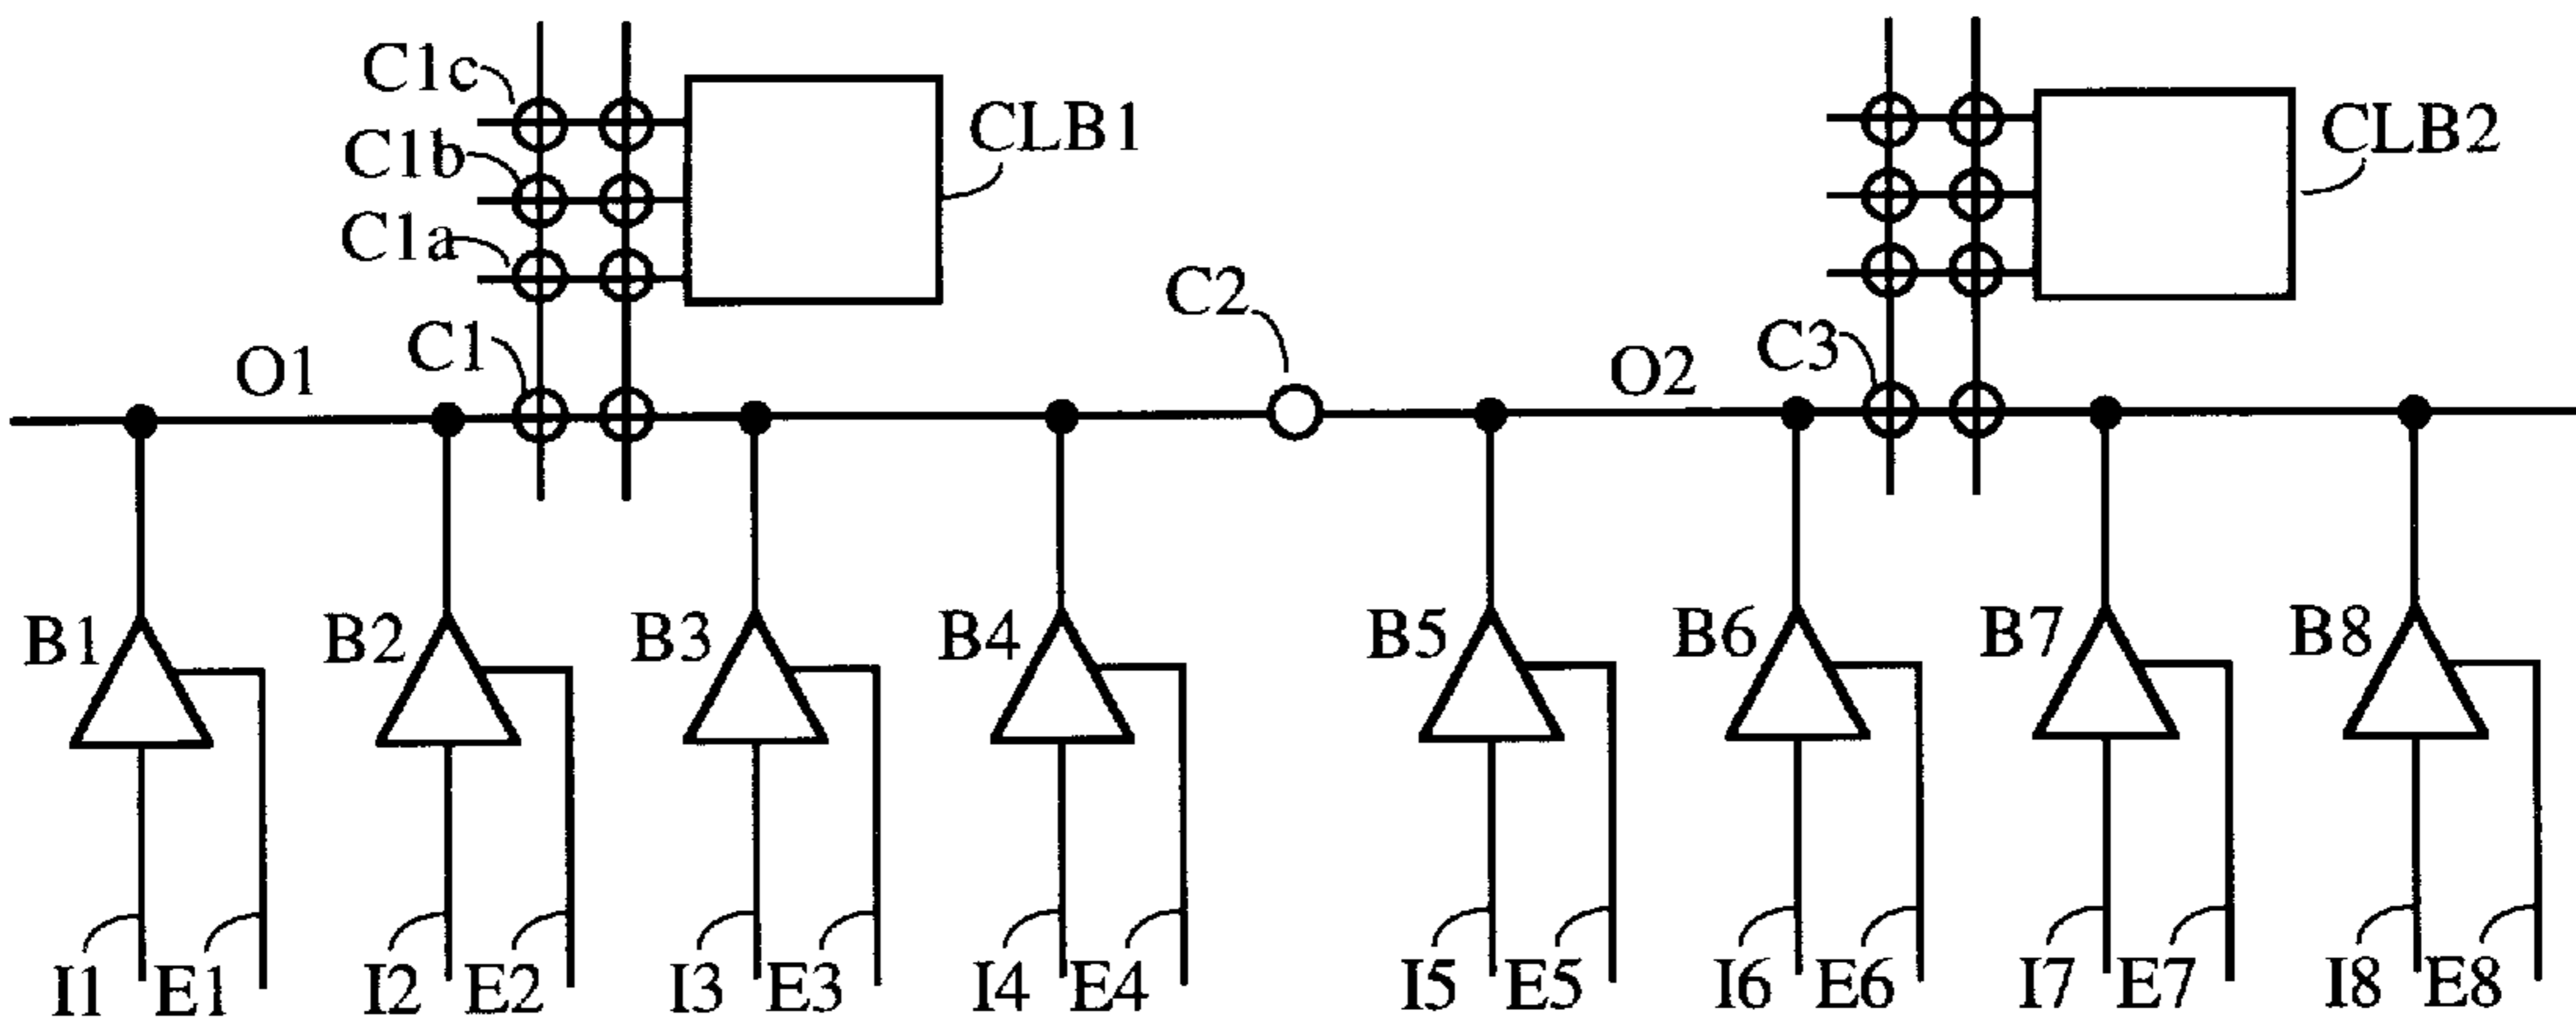 C1c
CLB1
CLB2
C1b
C1a
C2
O1
C1
O2
C3
B1
B2
B3
B4
B5
B6
B7
B8
I1 E1 I2 E2 I3 E3 I4 E4 I5 E5 I6 E6 I7 E7 I8 E8